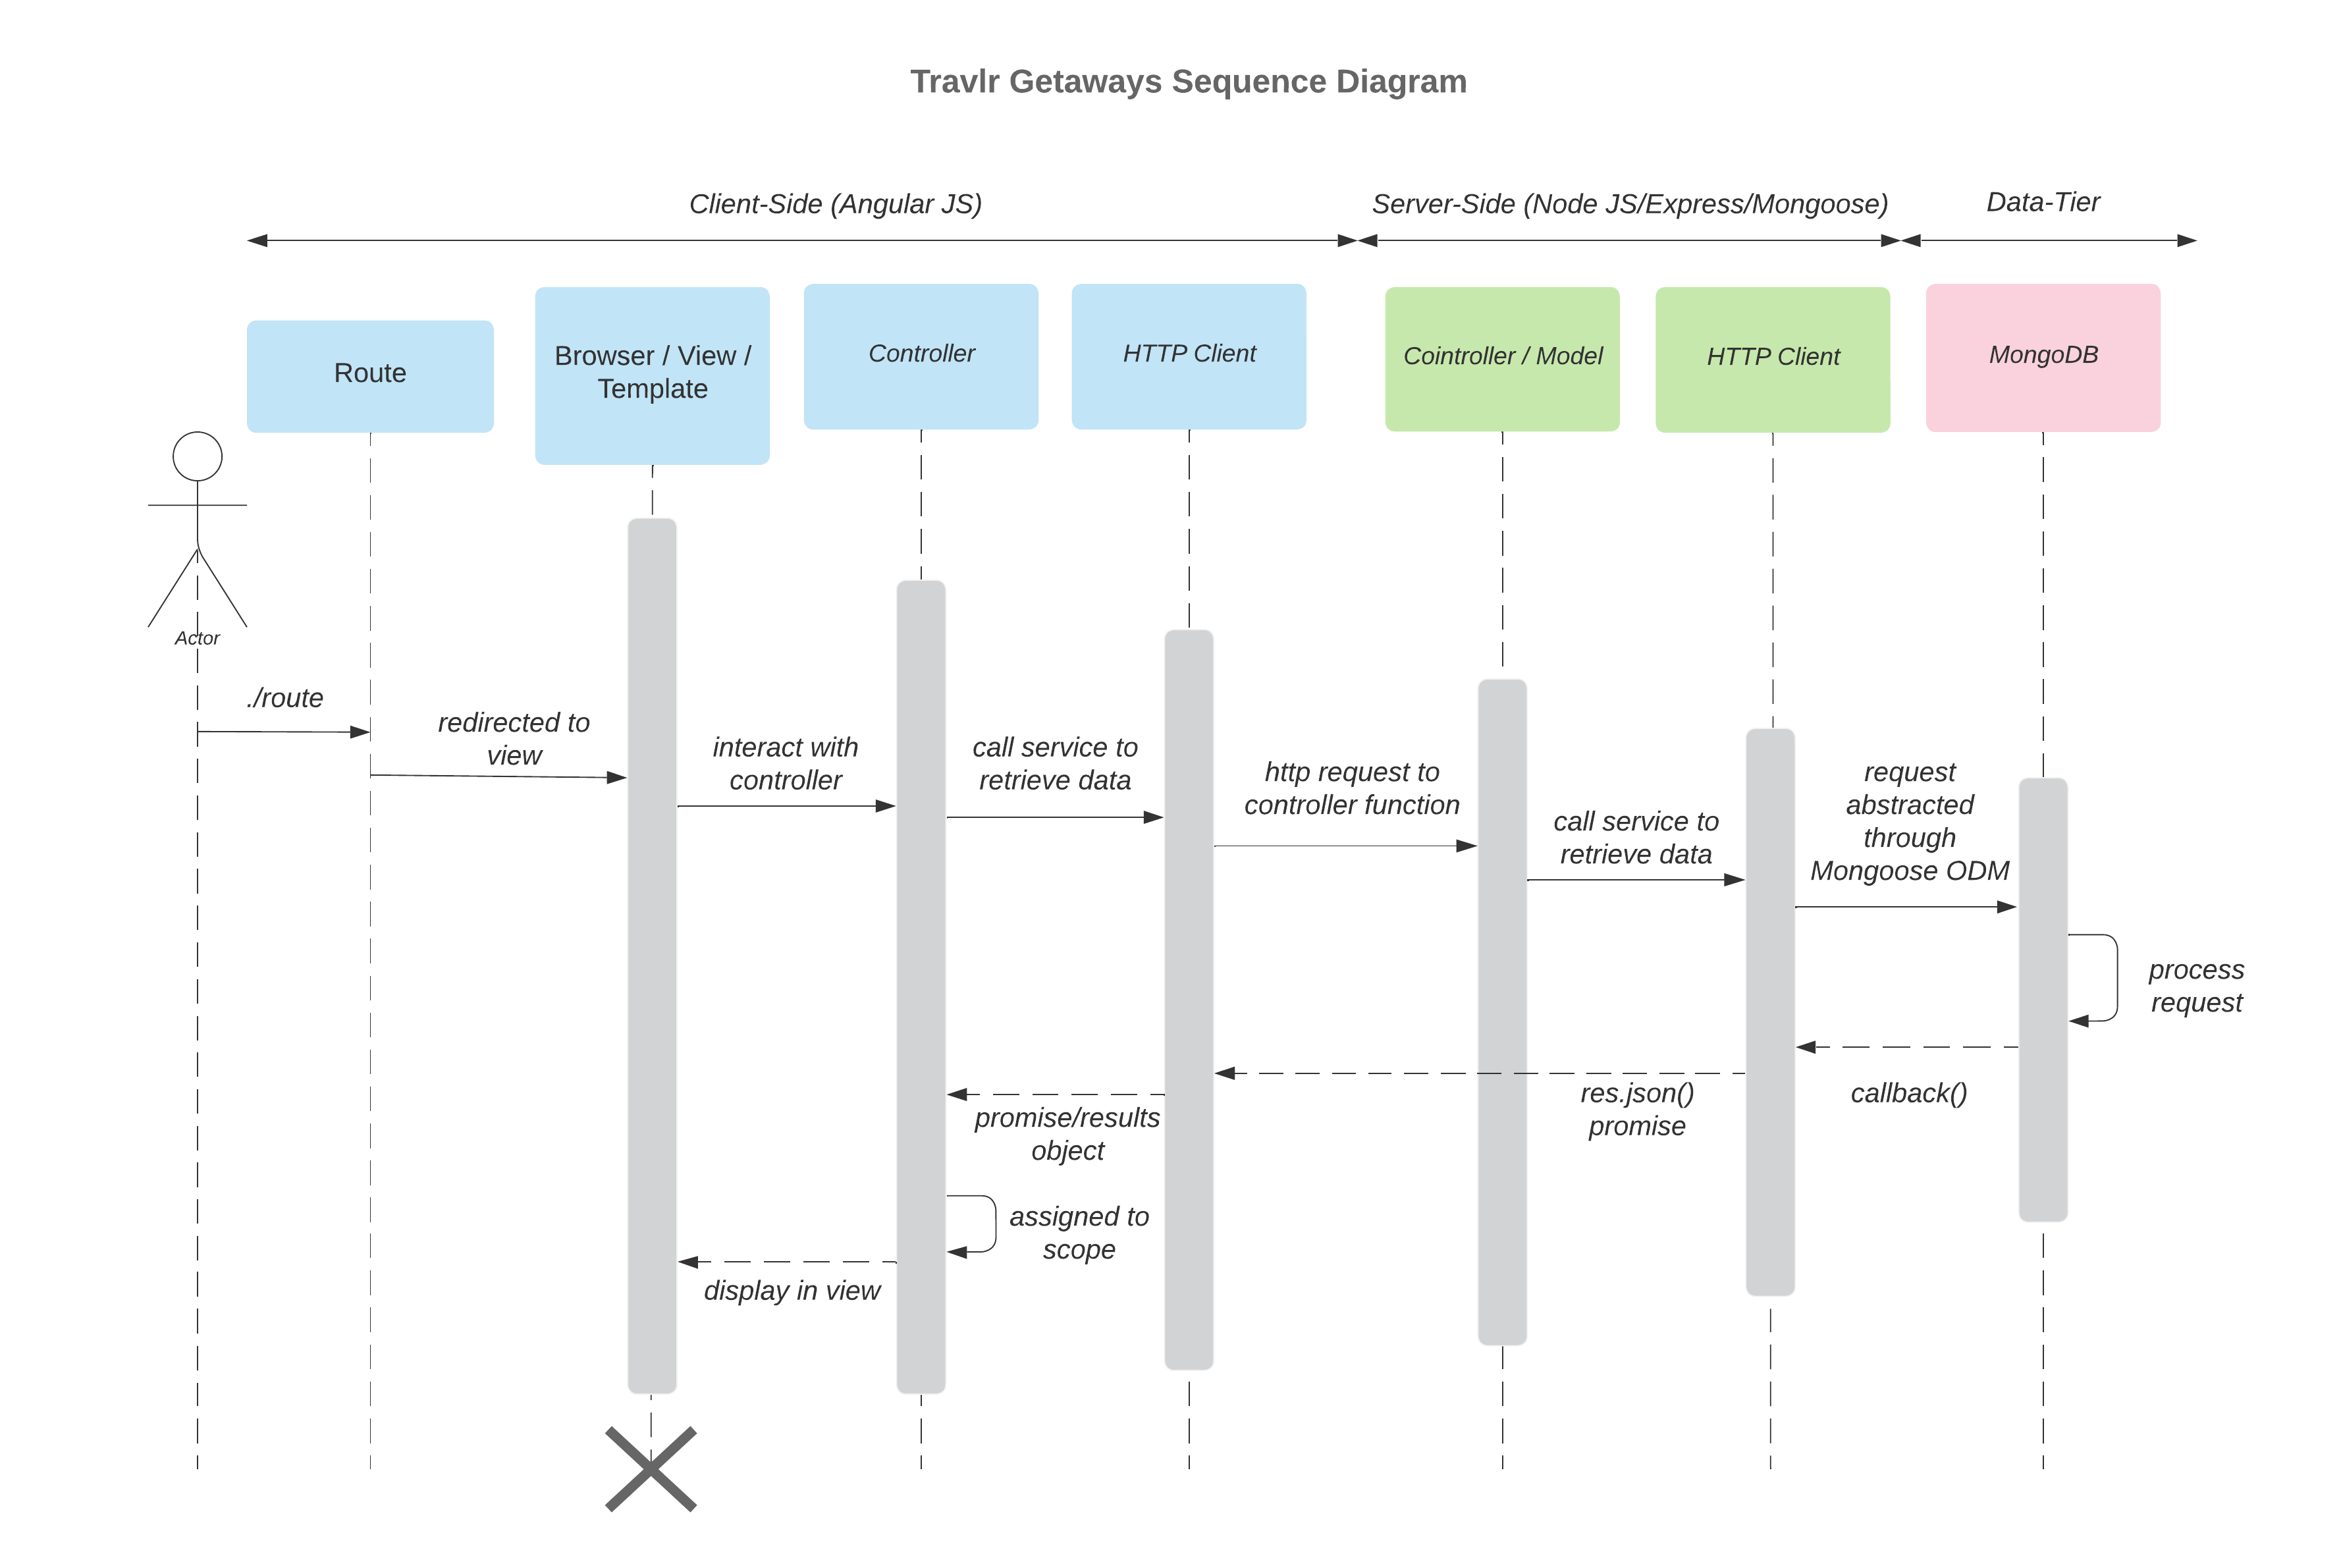 Travlr Getaways Sequence Diagram
Client-Side (Angular JS)
Server-Side (Node JS/Express/Mongoose)
Data-Tier
Route
Browser / View /
Template
Controller
HTTP Client
Cointroller / Model
HTTP Client
MongoDB
Actor
./route
redirected to
view
interact with
controller
call service to
retrieve data
http request to
controller function
call service to
retrieve data
request
abstracted
through
Mongoose ODM
process
request
callback()
res.json()
promise
promise/results
object
assigned to
scope
display in view